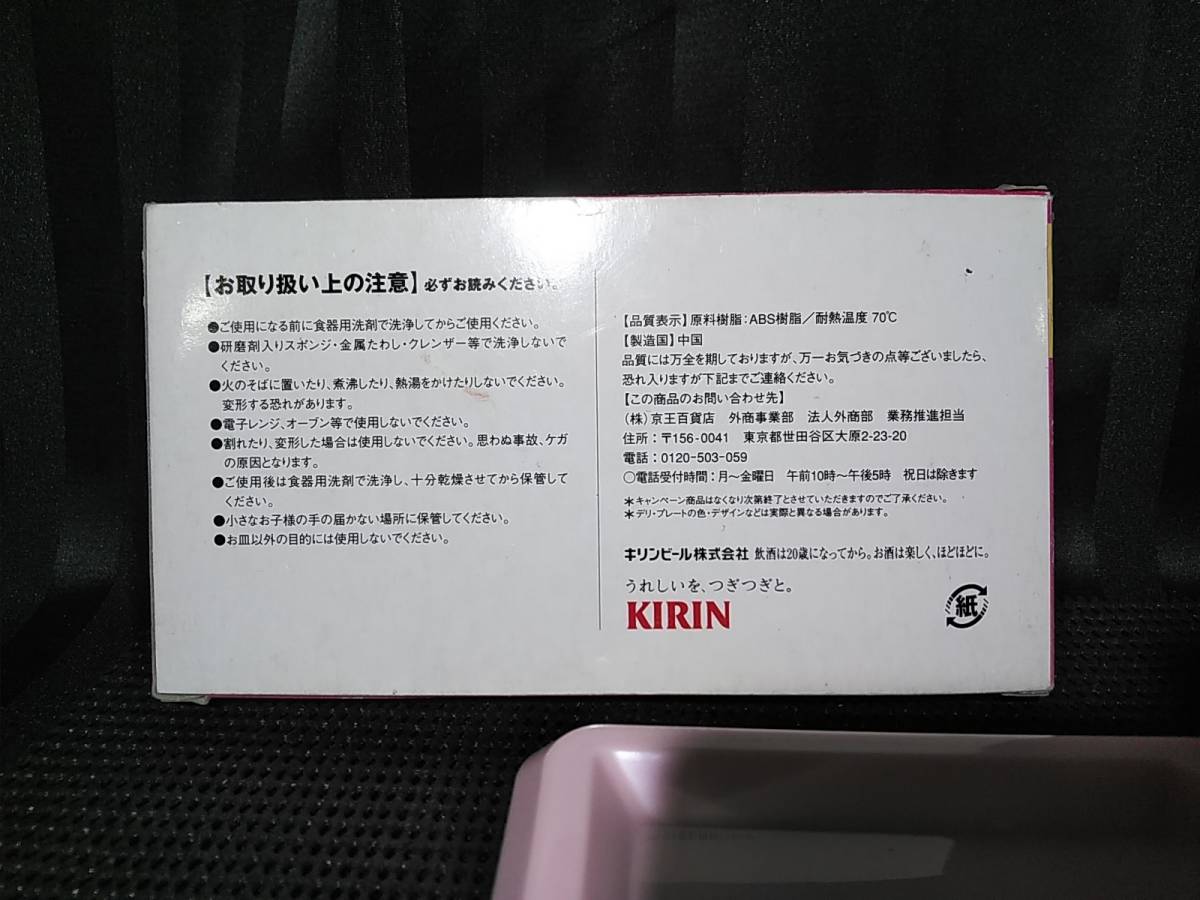 【お取り扱い上の注意】必ずお読みください。
●ご使用になる前に食器用洗剤で洗浄してからご使用ください。
●研磨剤入りスポンジ・金属たわし・クレンザー等で洗浄しないで
ください。
●火のそばに置いたり、煮沸したり、熱湯をかけたりしないでください。
変形する恐れがあります。
●電子レンジ、オーブン等で使用しないでください。
●割れたり、変形した場合は使用しないでください。思わぬ事故、ケガ
の原因となります。
●ご使用後は食器用洗剤で洗浄し、十分乾燥させてから保管して
ください。
●小さなお子様の手の届かない場所に保管してください。
●お皿以外の目的には使用しないでください。
【品質表示】原料樹脂:ABS樹脂/耐熱温度 70℃
【製造国】中国
品質には万全を期しておりますが、万一お気づきの点等ございましたら、
恐れ入りますが下記までご連絡ください。
【この商品のお問い合わせ先】
(株)京王百貨店 外商事業部 法人外商部 業務推進担当
住所:〒156-0041 東京都世田谷区大原2-23-20
電話:0120-503-059
○電話受付時間:月〜金曜日 午前10時〜午後5時 祝日は除きます
＊キャンペーン商品はなくなり次第終了とさせていただきますのでご了承ください。
＊デリ・プレートの色・デザインなどは実際と異なる場合があります。
キリンビール株式会社 飲酒は20歳になってから。お酒は楽しく、ほどほどに。
うれしいを、つぎつぎと。
KIRIN
紙